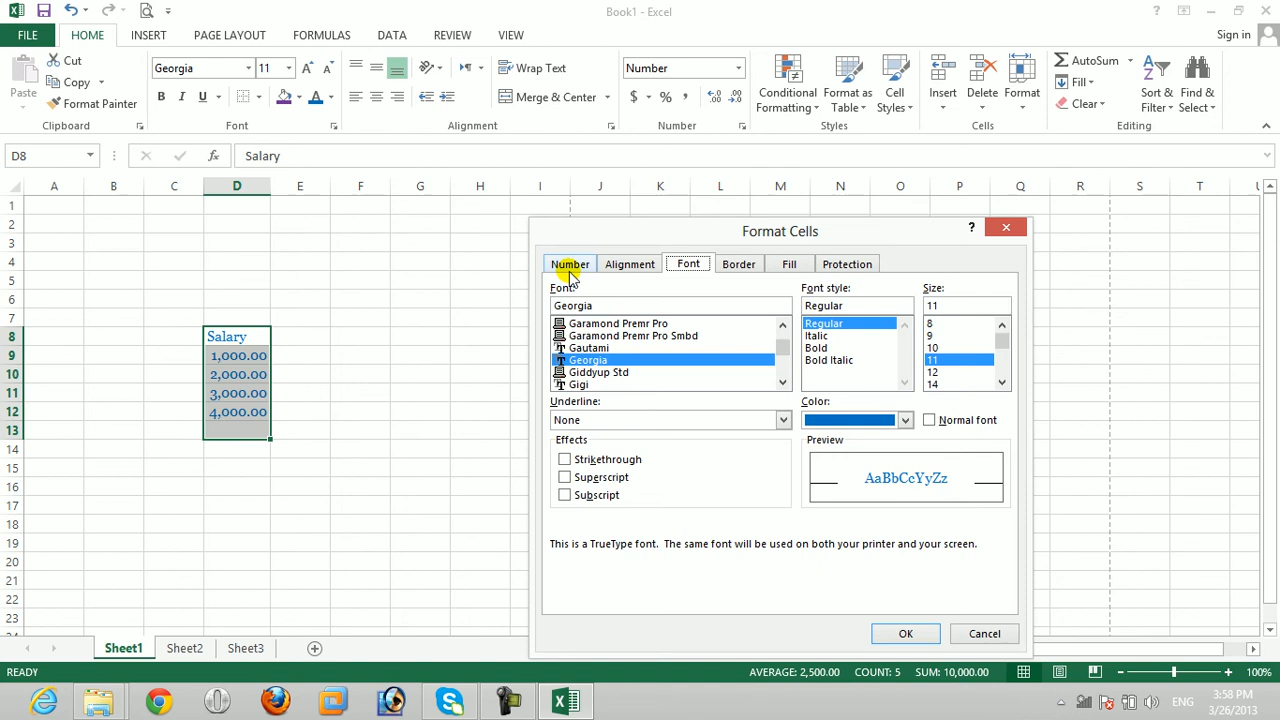 Book1 - Excel
FILE HOME INSERT PAGE LAYOUT FORMULAS DATA REVIEW VIEW Sign in
Paste
Cut
Copy
Format Painter
Clipboard
Georgia 11
B I U A
Font
Wrap Text
Merge & Center
Alignment
Number
$ % ,
Number
Conditional Formatting
Format as Table
Cell Styles
Styles
Insert Delete Format
Cells
AutoSum
Fill
Clear
Sort & Filter
Find & Select
Editing
D8 fx Salary
A B C D E F G H I J K L M N O P Q R S T U
1
2
3
4
5
6
7
8 Salary
9 1,000.00
10 2,000.00
11 3,000.00
12 4,000.00
13
14
15
16
17
18
19
20
21
22
23
Format Cells ?
Number Alignment Font Border Fill Protection
Font: Font style: Size:
Georgia Regular 11
Garamond Premr Pro Regular 8
Garamond Premr Pro Smbd Italic 9
Gautami Bold 10
Georgia Bold Italic 11
Giddyup Std 12
Gigi 14
Underline: Color:
None Normal font
Effects Preview
Strikethrough
Superscript
Subscript
AaBbCcYyZz
This is a TrueType font. The same font will be used on both your printer and your screen.
OK Cancel
Sheet1 Sheet2 Sheet3
READY AVERAGE: 2,500.00 COUNT: 5 SUM: 10,000.00 100%
ENG 3:58 PM
3/26/2013